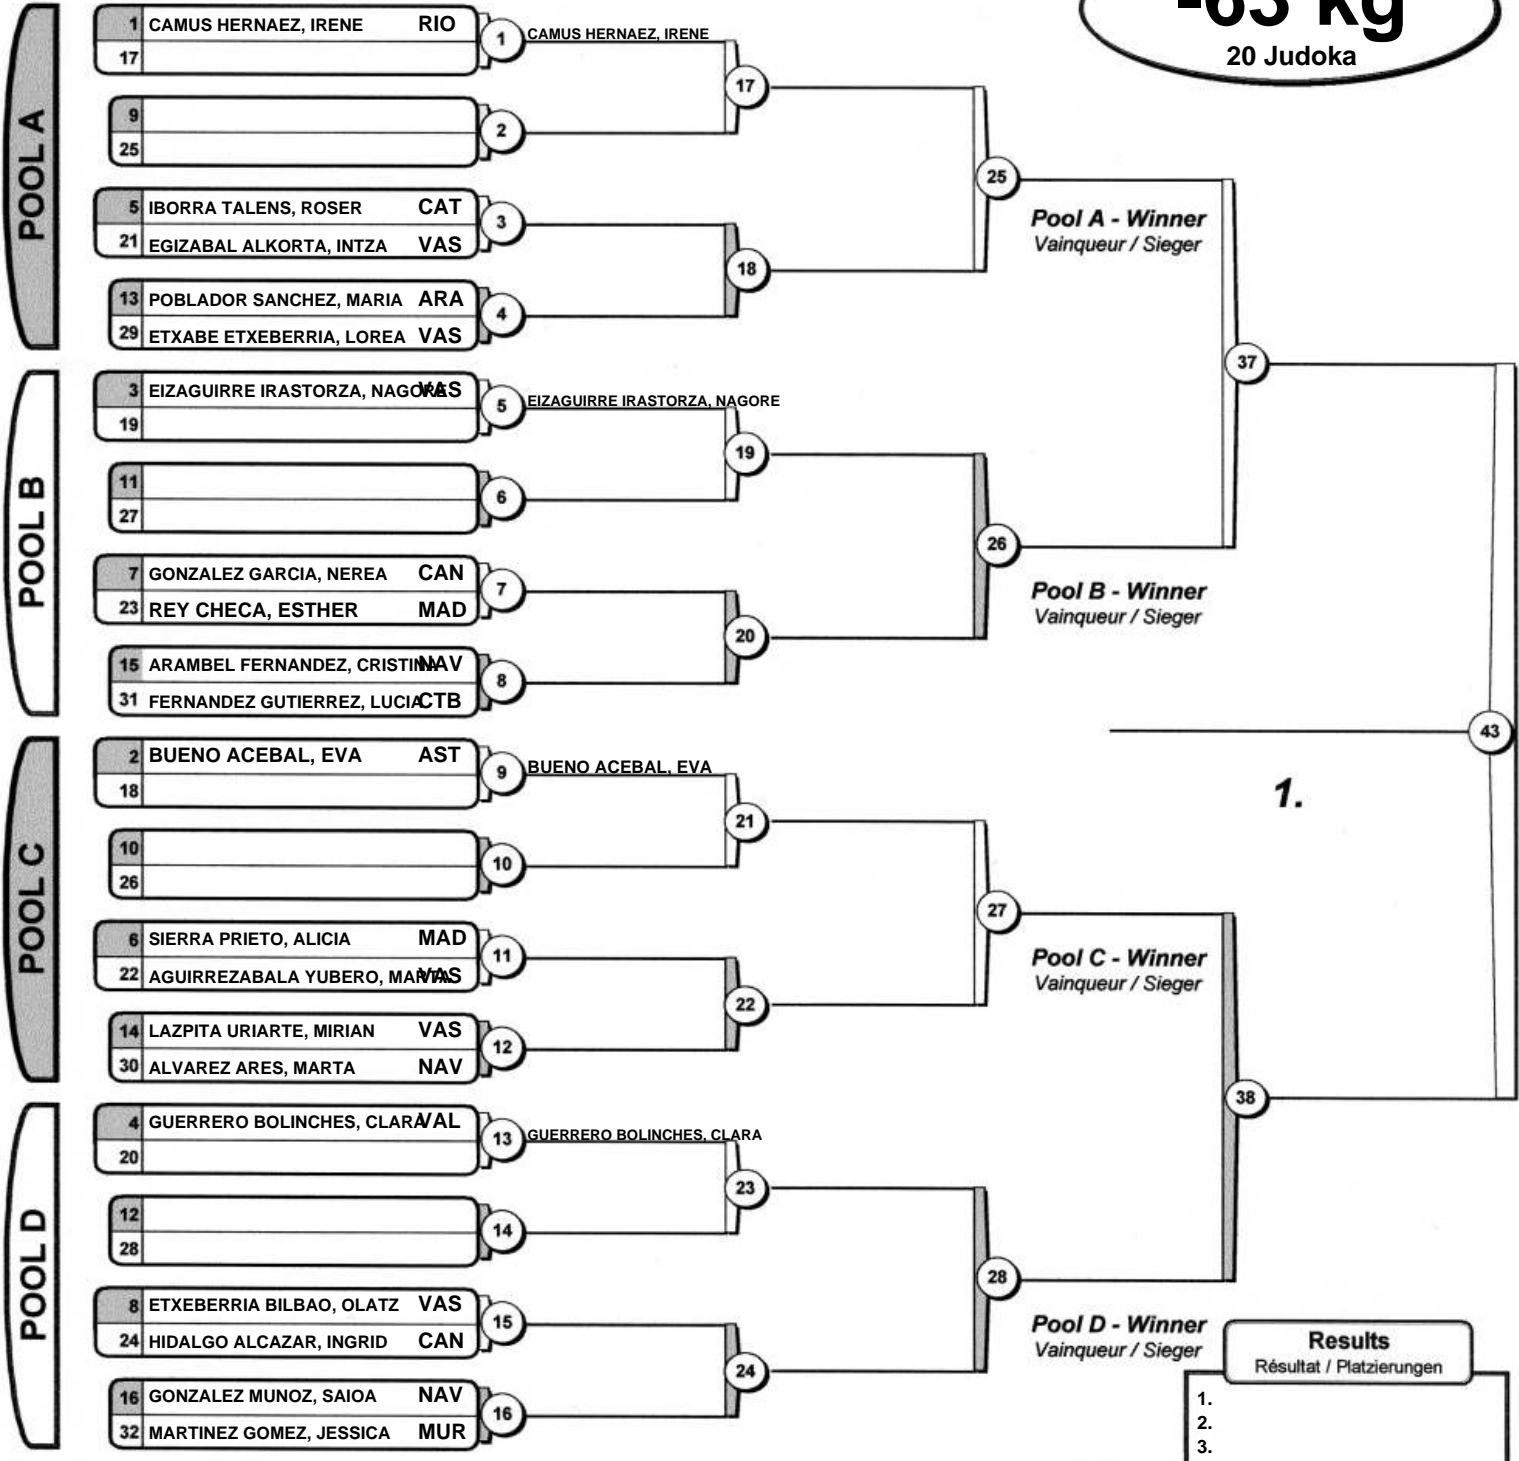 -63 kg
20 Judoka
POOL A
1 CAMUS HERNAEZ, IRENE RIO
17
1 CAMUS HERNAEZ, IRENE
9
25
2
17
5 IBORRA TALENS, ROSER CAT
21 EGIZABAL ALKORTA, INTZA VAS
3
13 POBLADOR SANCHEZ, MARIA ARA
29 ETXABE ETXEBERRIA, LOREA VAS
4
18
25
Pool A - Winner
Vainqueur / Sieger
POOL B
3 EIZAGUIRRE IRASTORZA, NAGORE VAS
19
5 EIZAGUIRRE IRASTORZA, NAGORE
11
27
6
19
7 GONZALEZ GARCIA, NEREA CAN
23 REY CHECA, ESTHER MAD
7
15 ARAMBEL FERNANDEZ, CRISTINA NAV
31 FERNANDEZ GUTIERREZ, LUCIA CTB
8
20
26
Pool B - Winner
Vainqueur / Sieger
37
POOL C
2 BUENO ACEBAL, EVA AST
18
9 BUENO ACEBAL, EVA
10
26
10
21
6 SIERRA PRIETO, ALICIA MAD
22 AGUIRREZABALA YUBERO, MARTA VAS
11
14 LAZPITA URIARTE, MIRIAN VAS
30 ALVAREZ ARES, MARTA NAV
12
22
27
Pool C - Winner
Vainqueur / Sieger
43
1.
POOL D
4 GUERRERO BOLINCHES, CLARA VAL
20
13 GUERRERO BOLINCHES, CLARA
12
28
14
23
8 ETXEBERRIA BILBAO, OLATZ VAS
24 HIDALGO ALCAZAR, INGRID CAN
15
16 GONZALEZ MUNOZ, SAIOA NAV
32 MARTINEZ GOMEZ, JESSICA MUR
16
24
28
Pool D - Winner
Vainqueur / Sieger
38
Results
Résultat / Platzierungen
1.
2.
3.